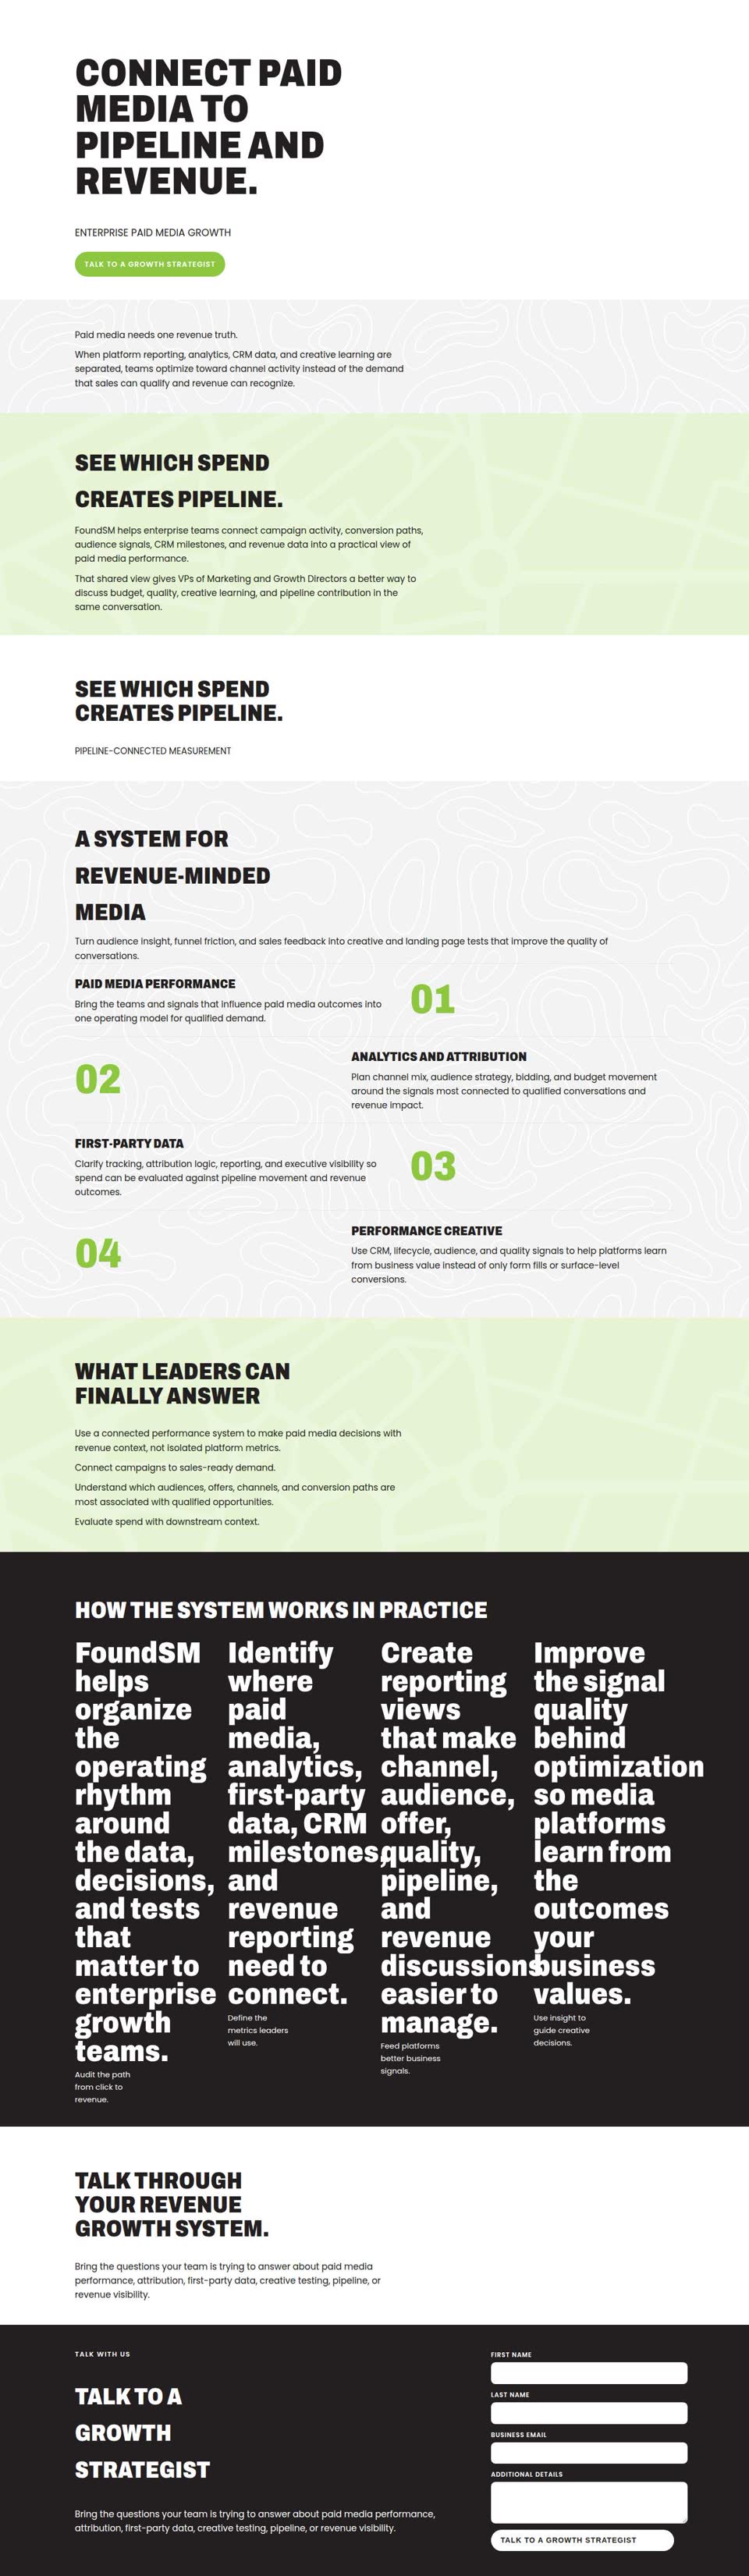 CONNECT PAID
MEDIA TO
PIPELINE AND
REVENUE.
ENTERPRISE PAID MEDIA GROWTH
TALK TO A GROWTH STRATEGIST
Paid media needs one revenue truth.
When platform reporting, analytics, CRM data, and creative learning are
separated, teams optimize toward channel activity instead of the demand
that sales can qualify and revenue can recognize.
SEE WHICH SPEND
CREATES PIPELINE.
FoundSM helps enterprise teams connect campaign activity, conversion paths,
audience signals, CRM milestones, and revenue data into a practical view of
paid media performance.
That shared view gives VPs of Marketing and Growth Directors a better way to
discuss budget, quality, creative learning, and pipeline contribution in the
same conversation.
SEE WHICH SPEND
CREATES PIPELINE.
PIPELINE-CONNECTED MEASUREMENT
A SYSTEM FOR
REVENUE-MINDED
MEDIA
Turn audience insight, funnel friction, and sales feedback into creative and landing page tests that improve the quality of
conversations.
PAID MEDIA PERFORMANCE
Bring the teams and signals that influence paid media outcomes into
one operating model for qualified demand.
01
02
ANALYTICS AND ATTRIBUTION
Plan channel mix, audience strategy, bidding, and budget movement
around the signals most connected to qualified conversations and
revenue impact.
FIRST-PARTY DATA
Clarify tracking, attribution logic, reporting, and executive visibility so
spend can be evaluated against pipeline movement and revenue
outcomes.
03
04
PERFORMANCE CREATIVE
Use CRM, lifecycle, audience, and quality signals to help platforms learn
from business value instead of only form fills or surface-level
conversions.
WHAT LEADERS CAN
FINALLY ANSWER
Use a connected performance system to make paid media decisions with
revenue context, not isolated platform metrics.
Connect campaigns to sales-ready demand.
Understand which audiences, offers, channels, and conversion paths are
most associated with qualified opportunities.
Evaluate spend with downstream context.
HOW THE SYSTEM WORKS IN PRACTICE
FoundSM
helps
organize
the
operating
rhythm
around
the data,
decisions,
and tests
that
matter to
enterprise
growth
teams.
Audit the path
from click to
revenue.
Identify
where
paid
media,
analytics,
first-party
data, CRM
milestones,
and
revenue
reporting
need to
connect.
Define the
metrics leaders
will use.
Create
reporting
views
that make
channel,
audience,
offer,
quality,
pipeline,
and
revenue
discussions
easier to
manage.
Feed platforms
better business
signals.
Improve
the signal
quality
behind
optimization
so media
platforms
learn from
the
outcomes
your
business
values.
Use insight to
guide creative
decisions.
TALK THROUGH
YOUR REVENUE
GROWTH SYSTEM.
Bring the questions your team is trying to answer about paid media
performance, attribution, first-party data, creative testing, pipeline, or
revenue visibility.
TALK WITH US
TALK TO A
GROWTH
STRATEGIST
Bring the questions your team is trying to answer about paid media performance,
attribution, first-party data, creative testing, pipeline, or revenue visibility.
FIRST NAME
LAST NAME
BUSINESS EMAIL
ADDITIONAL DETAILS
TALK TO A GROWTH STRATEGIST